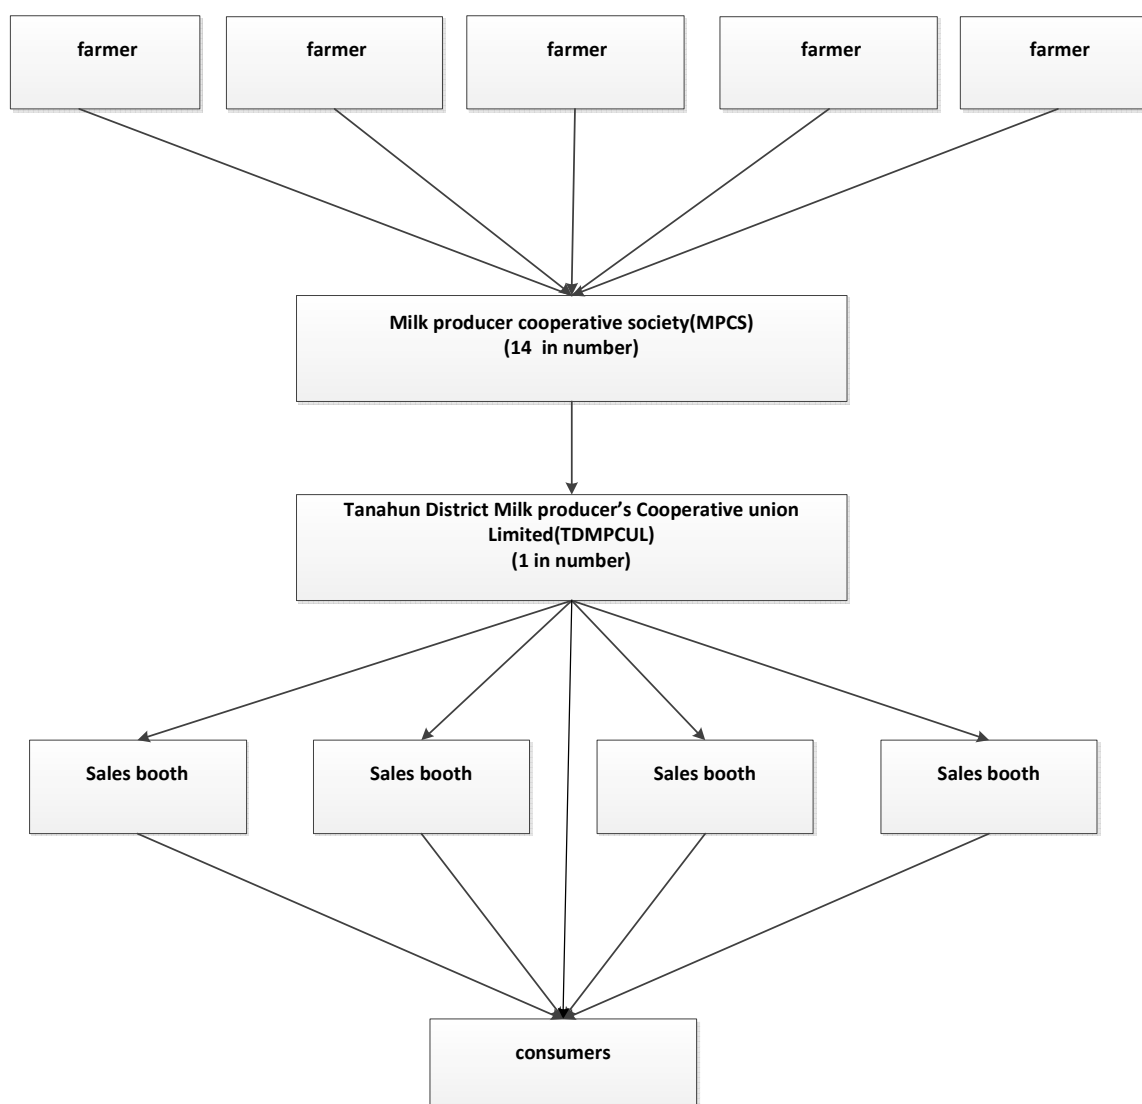 farmer
farmer
farmer
farmer
farmer
Milk producer cooperative society(MPCS)
(14  in number)
Tanahun District Milk producer’s Cooperative union
Limited(TDMPCUL)
(1 in number)
Sales booth
Sales booth
Sales booth
Sales booth
consumers